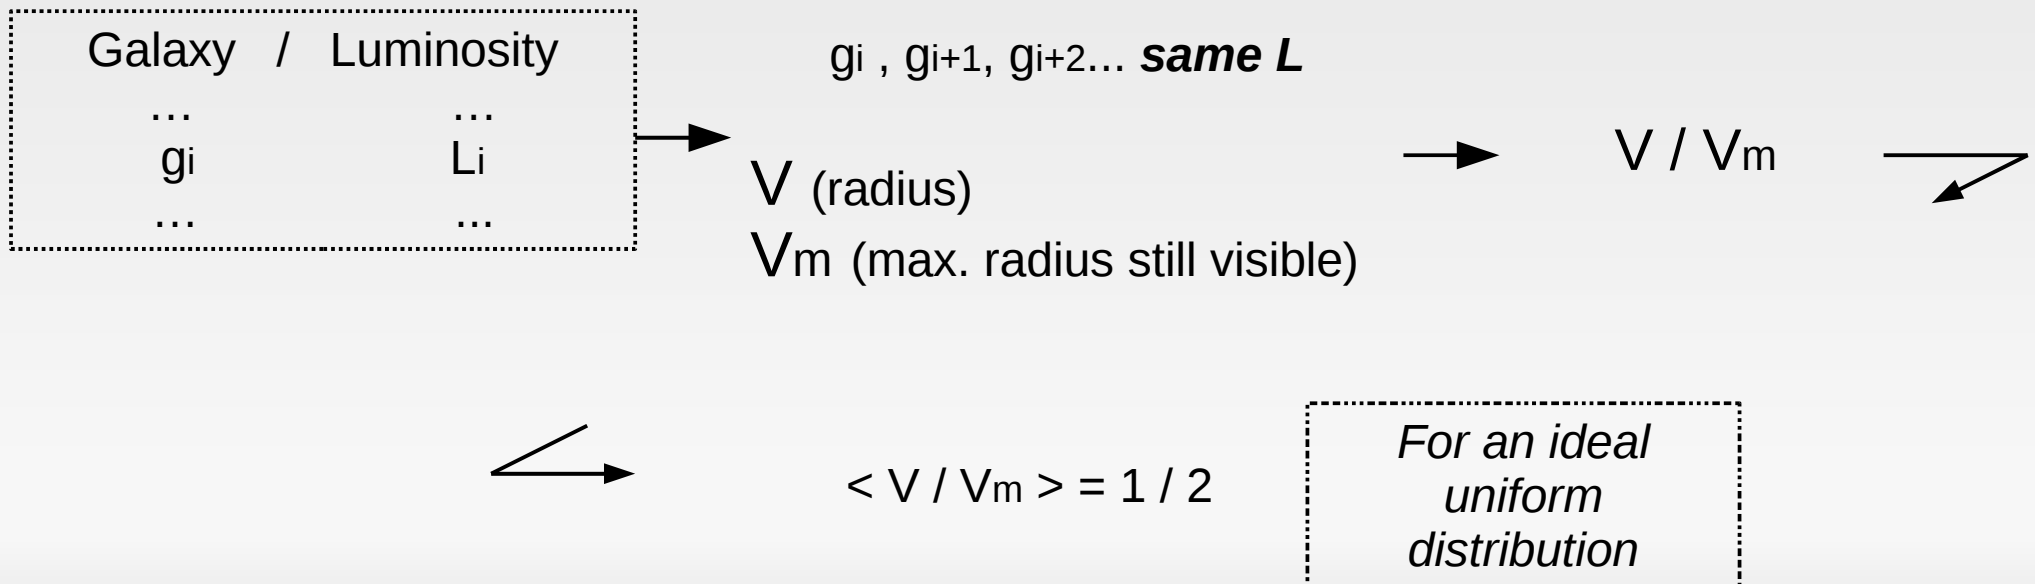 Galaxy / Luminosity
... ...
gi Li
... ...
gi , gi+1, gi+2... same L
V (radius)
Vm (max. radius still visible)
V / Vm
< V / Vm > = 1 / 2
For an ideal
uniform
distribution